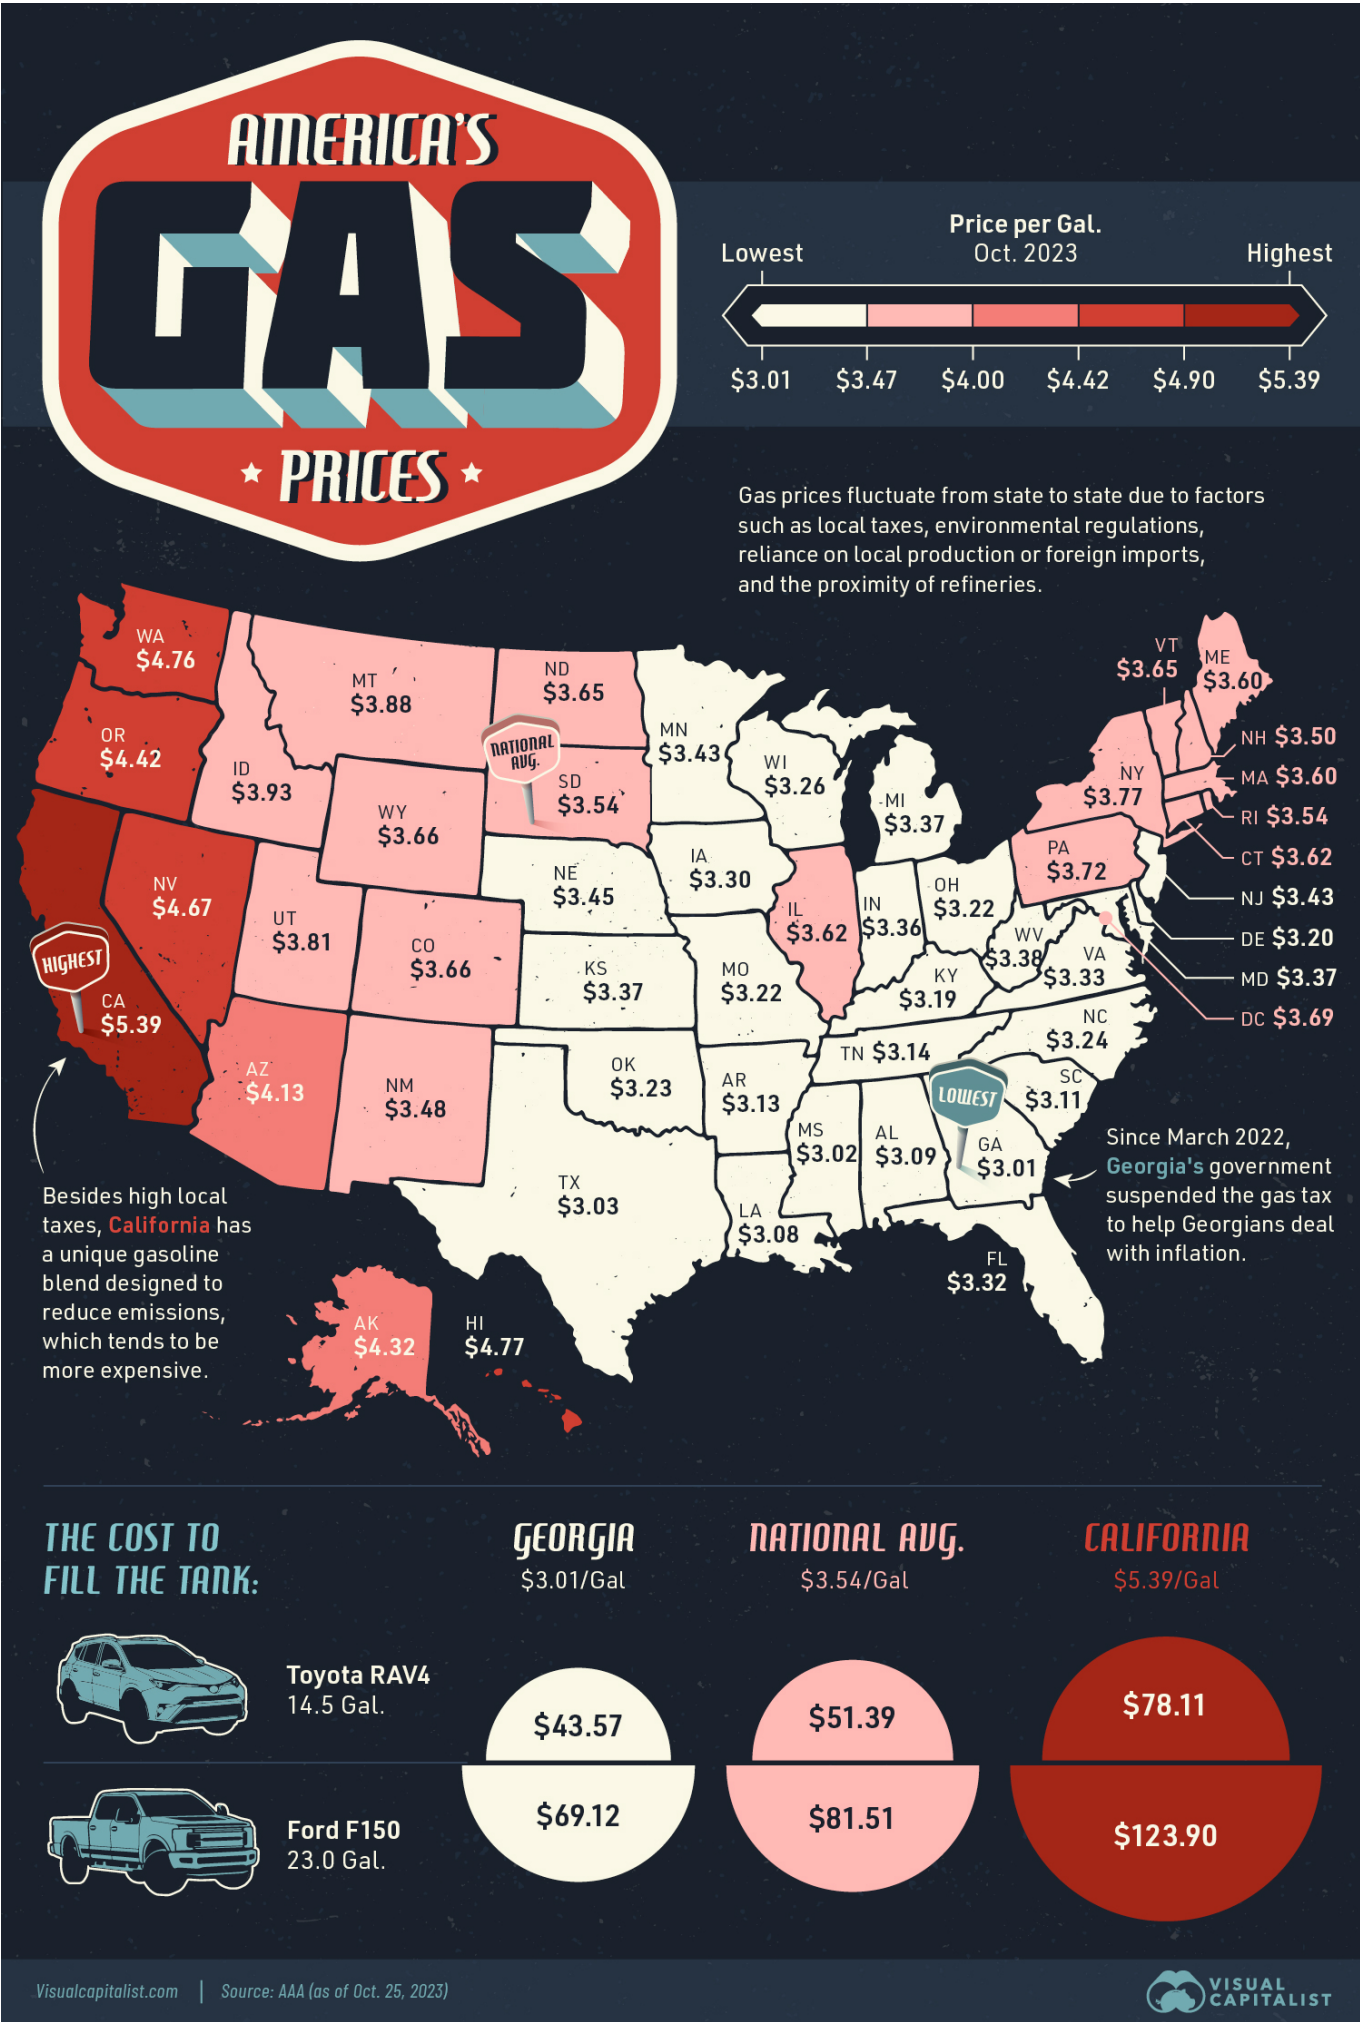 AMERICA'S
GAS
PRICES
Price per Gal.
Lowest
Oct. 2023
Highest
$3.01
$3.47
$4.00
$4.42
$4.90
$5.39
Gas prices fluctuate from state to state due to factors
such as local taxes, environmental regulations,
reliance on local production or foreign imports,
and the proximity of refineries.
WA
$4.76
OR
$4.42
ID
$3.93
MT
$3.88
ND
$3.65
NATIONAL
AVG.
SD
$3.54
WY
$3.66
MN
$3.43
WI
$3.26
MI
$3.37
VT
$3.65
ME
$3.60
NH $3.50
MA $3.60
RI $3.54
CT $3.62
NJ $3.43
DE $3.20
MD $3.37
DC $3.69
NY
$3.77
PA
$3.72
NV
$4.67
UT
$3.81
CO
$3.66
NE
$3.45
IA
$3.30
IL
$3.62
IN
$3.36
OH
$3.22
WV
$3.38
VA
$3.33
KS
$3.37
MO
$3.22
KY
$3.19
NC
$3.24
HIGHEST
CA
$5.39
AZ
$4.13
NM
$3.48
OK
$3.23
AR
$3.13
TN $3.14
LOWEST
SC
$3.11
MS
$3.02
AL
$3.09
GA
$3.01
TX
$3.03
LA
$3.08
FL
$3.32
AK
$4.32
HI
$4.77
Besides high local
taxes, California has
a unique gasoline
blend designed to
reduce emissions,
which tends to be
more expensive.
Since March 2022,
Georgia's government
suspended the gas tax
to help Georgians deal
with inflation.
THE COST TO
FILL THE TANK:
GEORGIA
$3.01/Gal
NATIONAL AVG.
$3.54/Gal
CALIFORNIA
$5.39/Gal
Toyota RAV4
14.5 Gal.
$43.57
$51.39
$78.11
Ford F150
23.0 Gal.
$69.12
$81.51
$123.90
Visualcapitalist.com | Source: AAA (as of Oct. 25, 2023)
VISUAL
CAPITALIST